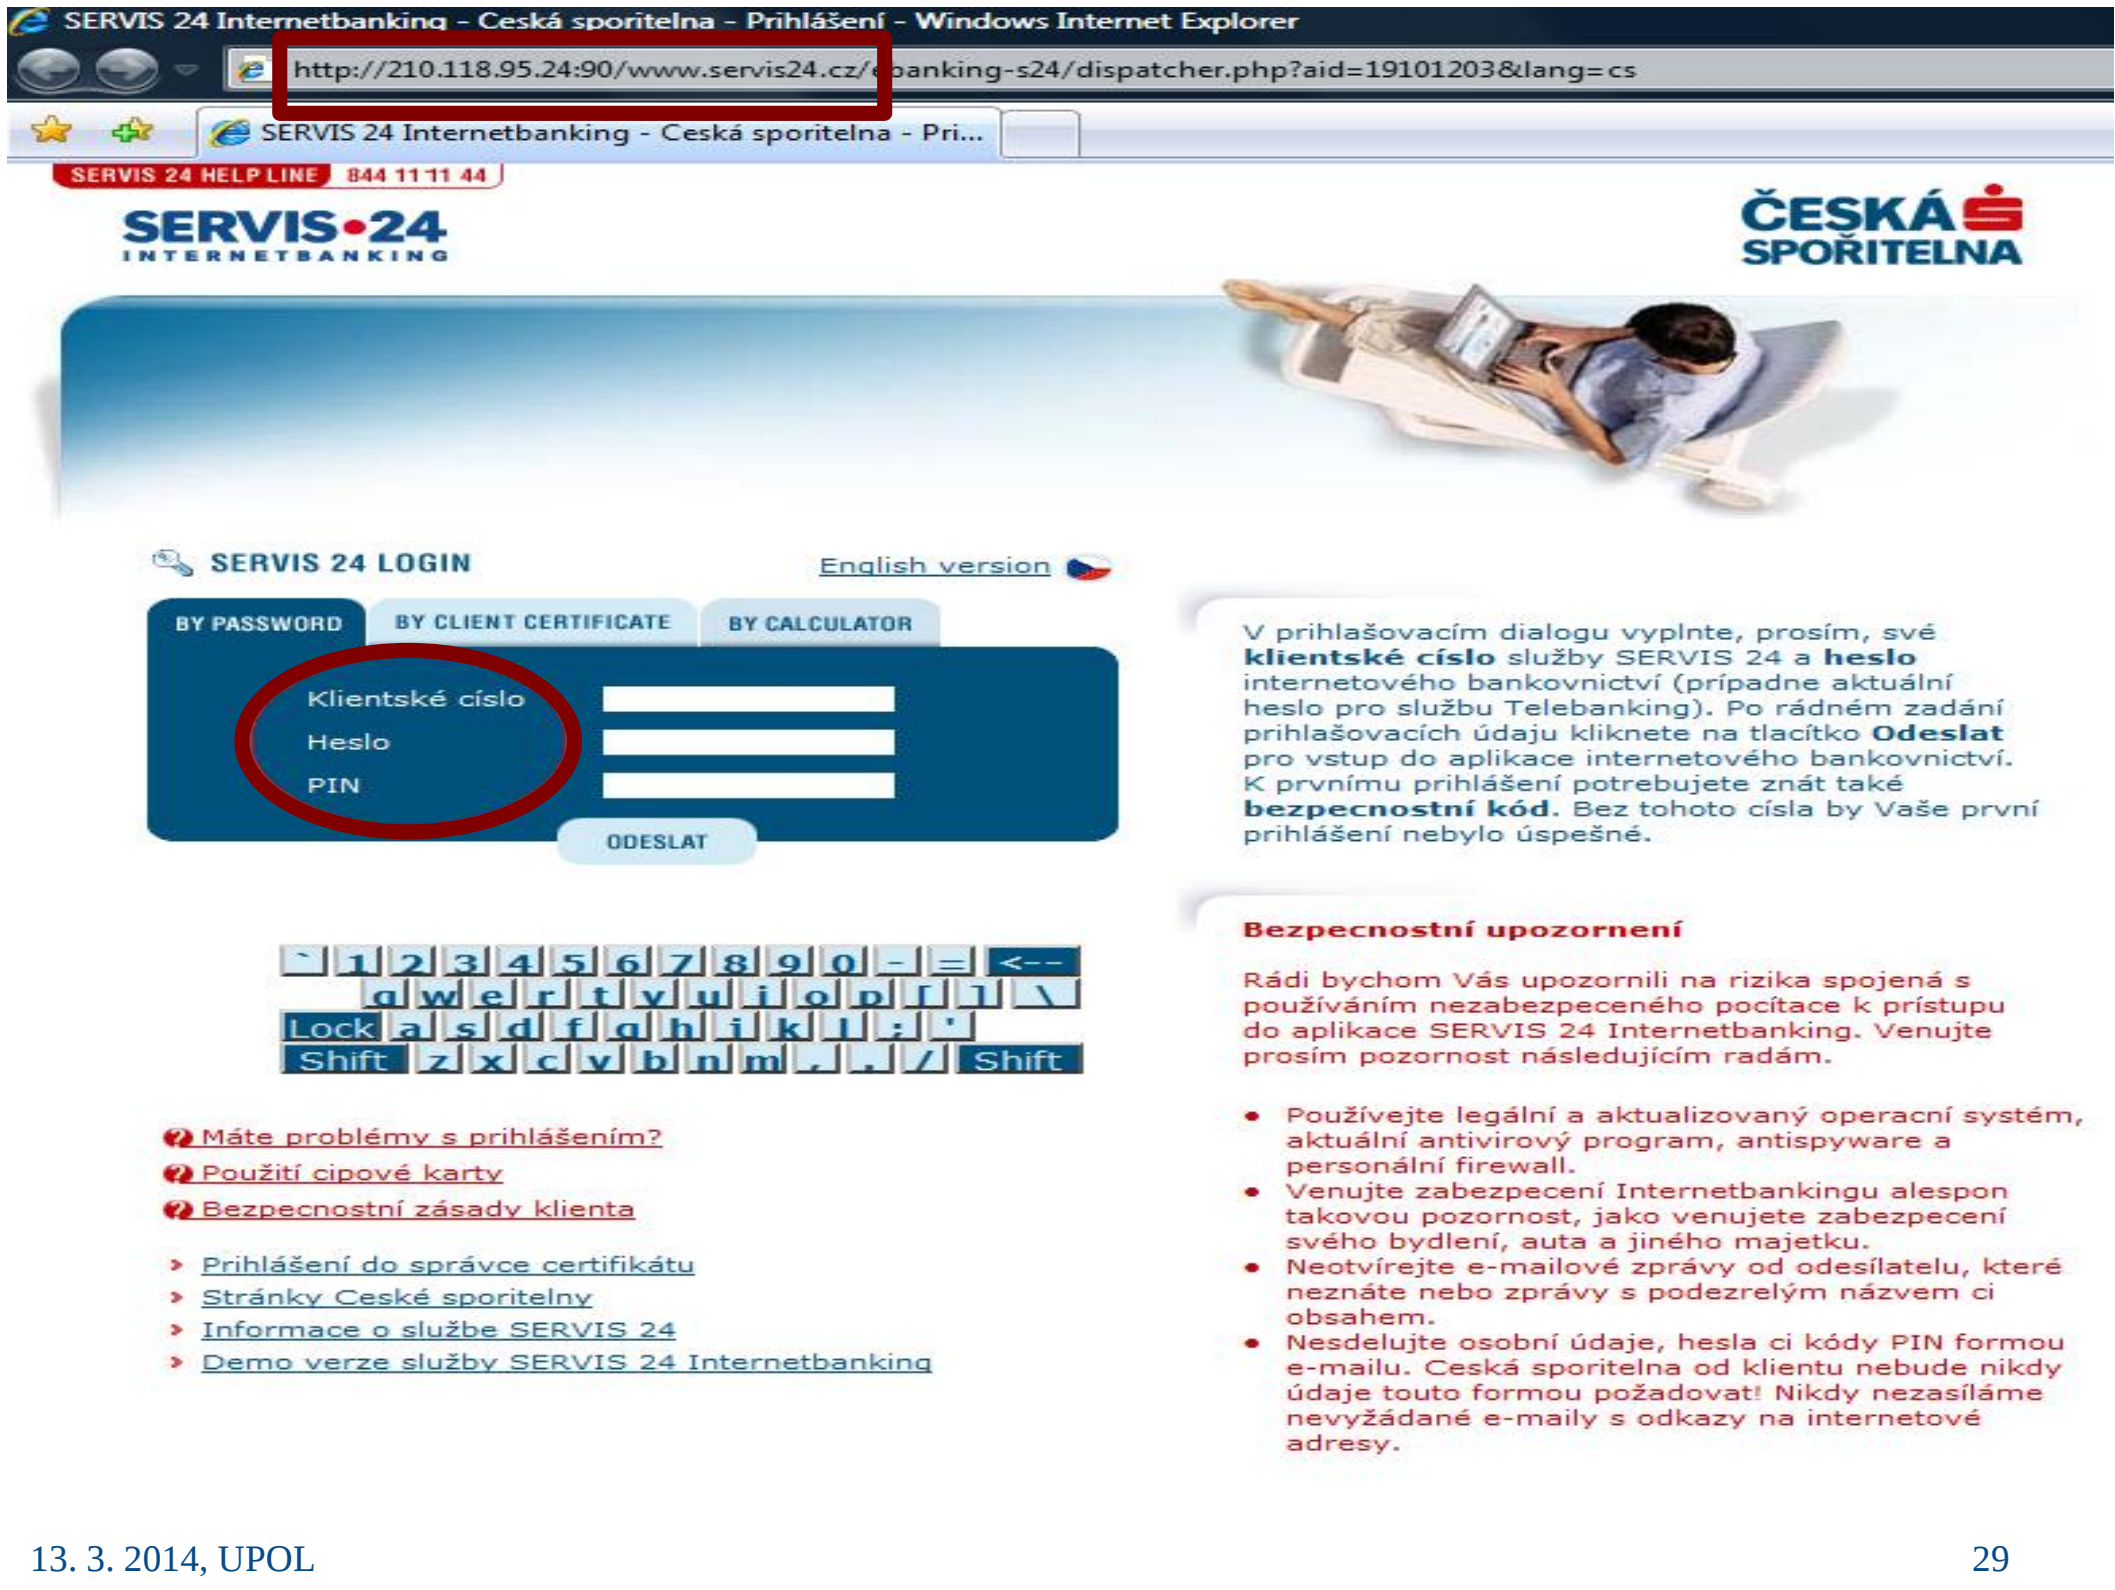 SERVIS 24 Internetbanking - Ceská sporitelna - Prihlášení - Windows Internet Explorer
http://210.118.95.24:90/www.servis24.cz/ebanking-s24/dispatcher.php?aid=19101203&lang=cs
SERVIS 24 Internetbanking - Ceská sporitelna - Pri...
SERVIS 24 HELP LINE 844 11 11 44
SERVIS 24
INTERNETBANKING
ČESKÁ
SPOŘITELNA
SERVIS 24 LOGIN
English version
BY PASSWORD
BY CLIENT CERTIFICATE
BY CALCULATOR
Klientské císlo
Heslo
PIN
ODESLAT
V prihlašovacím dialogu vyplnte, prosím, své
klientské císlo služby SERVIS 24 a heslo
internetového bankovnictví (prípadne aktuální
heslo pro službu Telebanking). Po rádném zadání
prihlašovacích údaju kliknete na tlacítko Odeslat
pro vstup do aplikace internetového bankovnictví.
K prvnímu prihlášení potrebujete znát také
bezpecnostní kód. Bez tohoto císla by Vaše první
prihlášení nebylo úspešné.
` 1 2 3 4 5 6 7 8 9 0 - = <--
q w e r t y u i o p [ ] \
Lock a s d f g h j k l ; '
Shift z x c v b n m , . / Shift
Máte problémy s prihlášením?
Použití cipové karty
Bezpecnostní zásady klienta
Prihlášení do správce certifikátu
Stránky Ceské sporitelny
Informace o službe SERVIS 24
Demo verze služby SERVIS 24 Internetbanking
Bezpecnostní upozornení
Rádi bychom Vás upozornili na rizika spojená s
používáním nezabezpeceného pocítace k prístupu
do aplikace SERVIS 24 Internetbanking. Venujte
prosím pozornost následujícím radám.
Používejte legální a aktualizovaný operacní systém,
aktuální antivirový program, antispyware a
personální firewall.
Venujte zabezpecení Internetbankingu alespon
takovou pozornost, jako venujete zabezpecení
svého bydlení, auta a jiného majetku.
Neotvírejte e-mailové zprávy od odesílatelu, které
neznáte nebo zprávy s podezrelým názvem ci
obsahem.
Nesdelujte osobní údaje, hesla ci kódy PIN formou
e-mailu. Ceská sporitelna od klientu nebude nikdy
údaje touto formou požadovat! Nikdy nezasíláme
nevyžádané e-maily s odkazy na internetové
adresy.
13. 3. 2014, UPOL
29